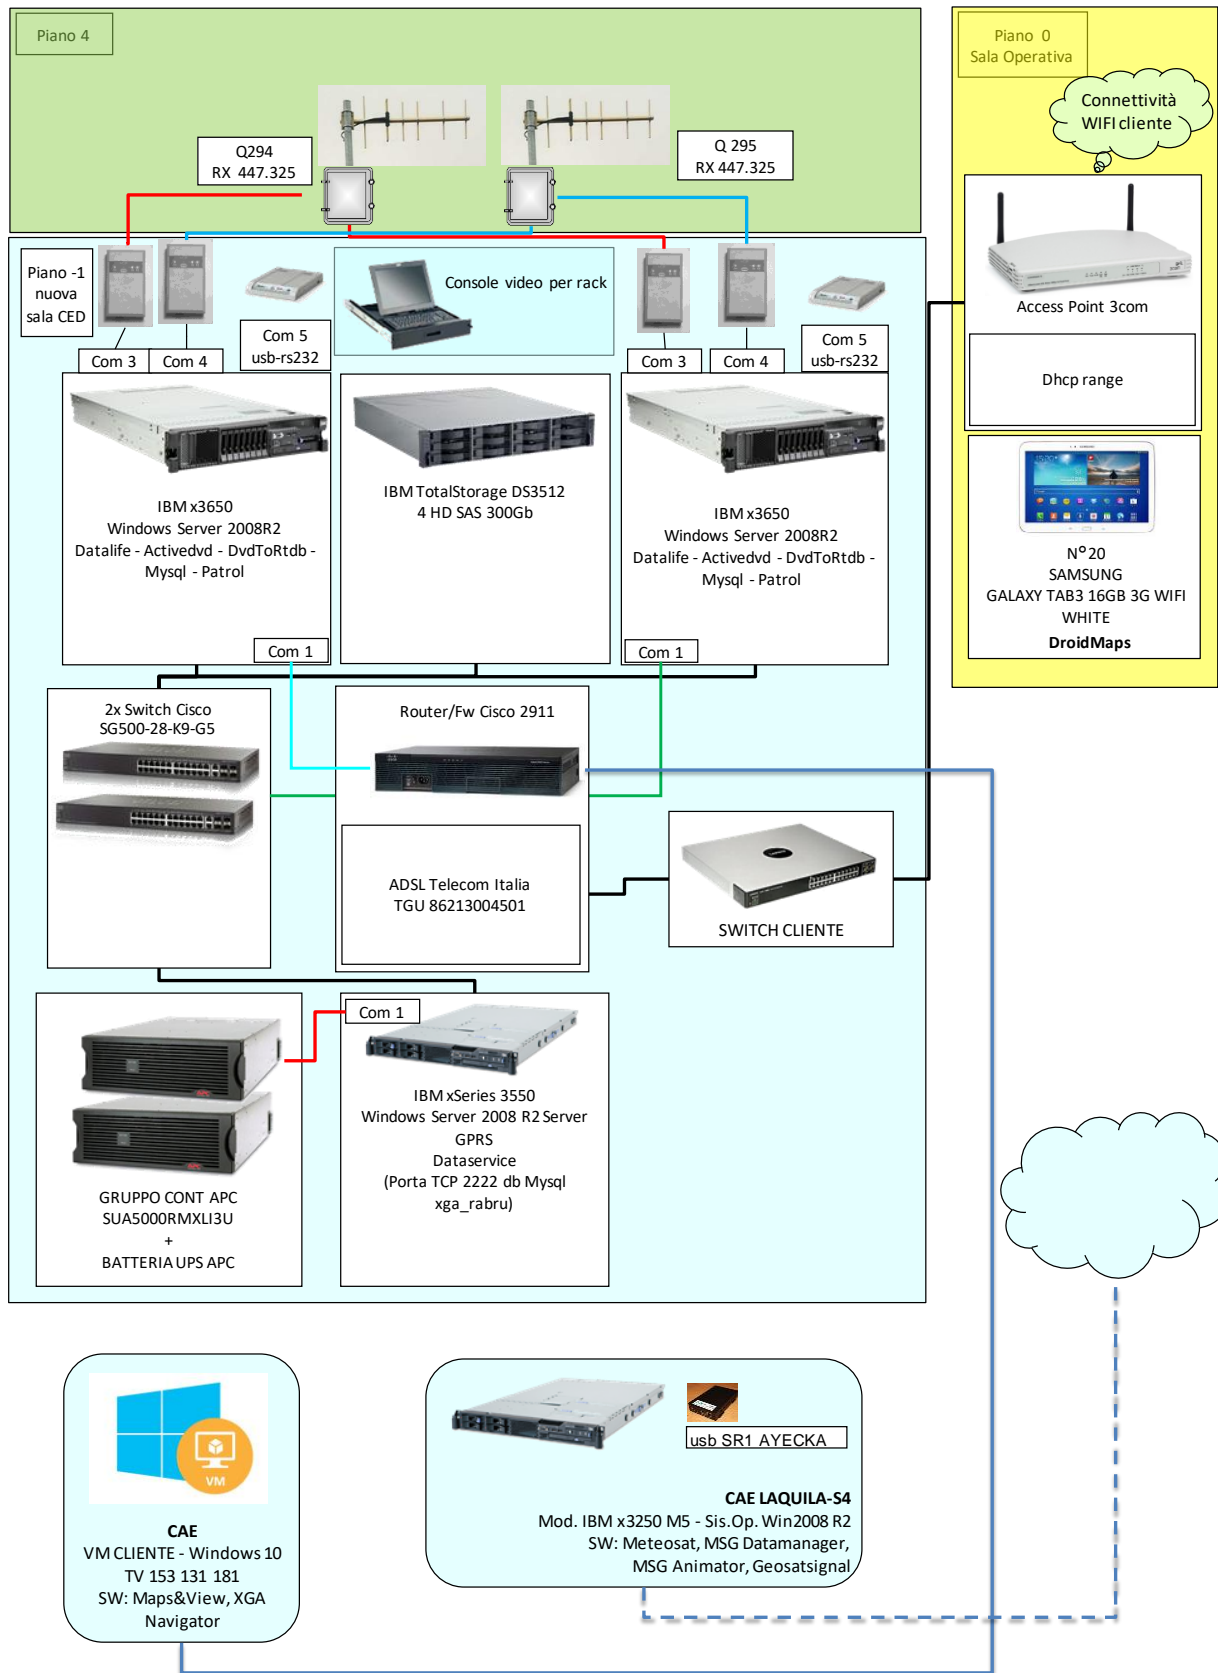 Piano 4
Piano 0
Sala Operativa
Connettività
WIFI cliente
Q294
RX 447.325
Q 295
RX 447.325
Piano -1
nuova
sala CED
Console video per rack
Access Point 3com
Com 3
Com 4
Com 5
usb-rs232
Com 3
Com 4
Com 5
usb-rs232
Dhcp range
IBM x3650
Windows Server 2008R2
Datalife - Activedvd - DvdToRtdb -
Mysql - Patrol
IBM TotalStorage DS3512
4 HD SAS 300Gb
IBM x3650
Windows Server 2008R2
Datalife - Activedvd - DvdToRtdb -
Mysql - Patrol
N° 20
SAMSUNG
GALAXY TAB3 16GB 3G WIFI
WHITE
DroidMaps
Com 1
Com 1
2x Switch Cisco
SG500-28-K9-G5
Router/Fw Cisco 2911
ADSL Telecom Italia
TGU 86213004501
SWITCH CLIENTE
Com 1
IBM xSeries 3550
Windows Server 2008 R2 Server
GPRS
Dataservice
(Porta TCP 2222 db Mysql
xga_rabru)
GRUPPO CONT APC
SUA5000RMXLI3U
+
BATTERIA UPS APC
VM
CAE
VM CLIENTE - Windows 10
TV 153 131 181
SW: Maps&View, XGA
Navigator
usb SR1 AYECKA
CAE LAQUILA-S4
Mod. IBM x3250 M5 - Sis.Op. Win2008 R2
SW: Meteosat, MSG Datamanager,
MSG Animator, Geosatsignal